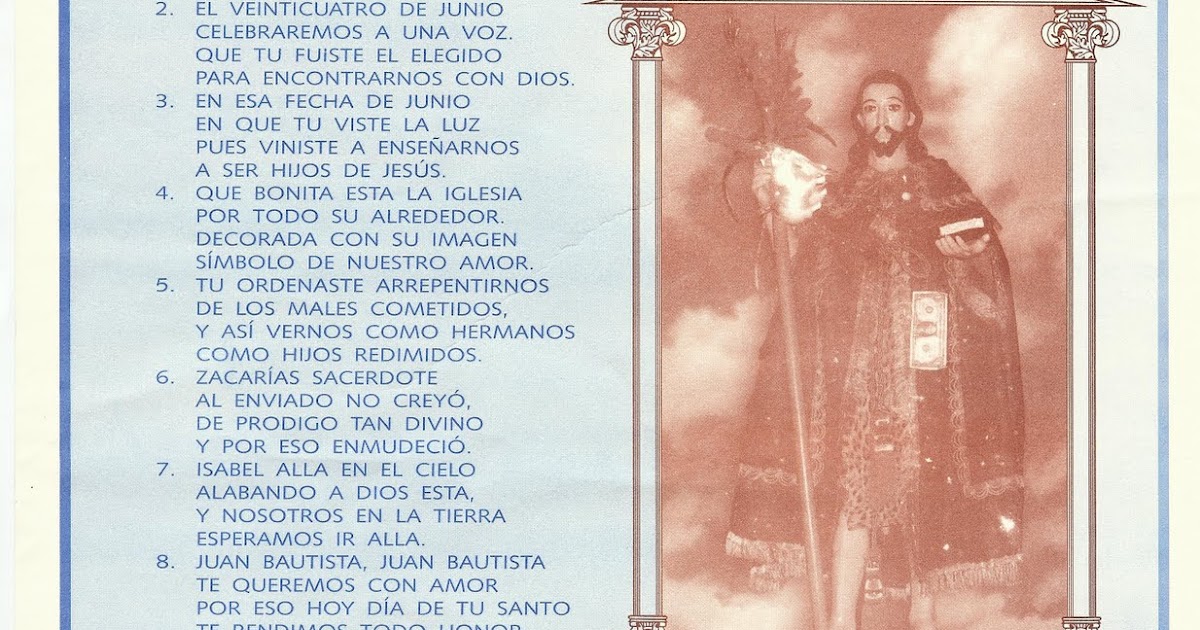 2. EL VEINTICUATRO DE JUNIO
CELEBRAREMOS A UNA VOZ.
QUE TU FUISTE EL ELEGIDO
PARA ENCONTRARNOS CON DIOS.
3. EN ESA FECHA DE JUNIO
EN QUE TU VISTE LA LUZ
PUES VINISTE A ENSEÑARNOS
A SER HIJOS DE JESÚS.
4. QUE BONITA ESTA LA IGLESIA
POR TODO SU ALREDEDOR.
DECORADA CON SU IMAGEN
SÍMBOLO DE NUESTRO AMOR.
5. TU ORDENASTE ARREPENTIRNOS
DE LOS MALES COMETIDOS,
Y ASÍ VERNOS COMO HERMANOS
COMO HIJOS REDIMIDOS.
6. ZACARÍAS SACERDOTE
AL ENVIADO NO CREYÓ,
DE PRODIGO TAN DIVINO
Y POR ESO ENMUDECIÓ.
7. ISABEL ALLA EN EL CIELO
ALABANDO A DIOS ESTA,
Y NOSOTROS EN LA TIERRA
ESPERAMOS IR ALLA.
8. JUAN BAUTISTA, JUAN BAUTISTA
TE QUEREMOS CON AMOR
POR ESO HOY DÍA DE TU SANTO
TE RENDIMOS TODO HONOR